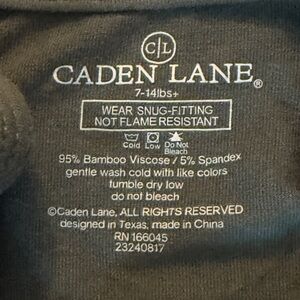 C|L
CADEN LANE®
7-14lbs+
WEAR SNUG-FITTING
NOT FLAME RESISTANT
Cold Low Do Not
Bleach
95% Bamboo Viscose / 5% Spandex
gentle wash cold with like colors
tumble dry low
do not bleach
©Caden Lane, ALL RIGHTS RESERVED
designed in Texas, made in China
RN 166045
23240817